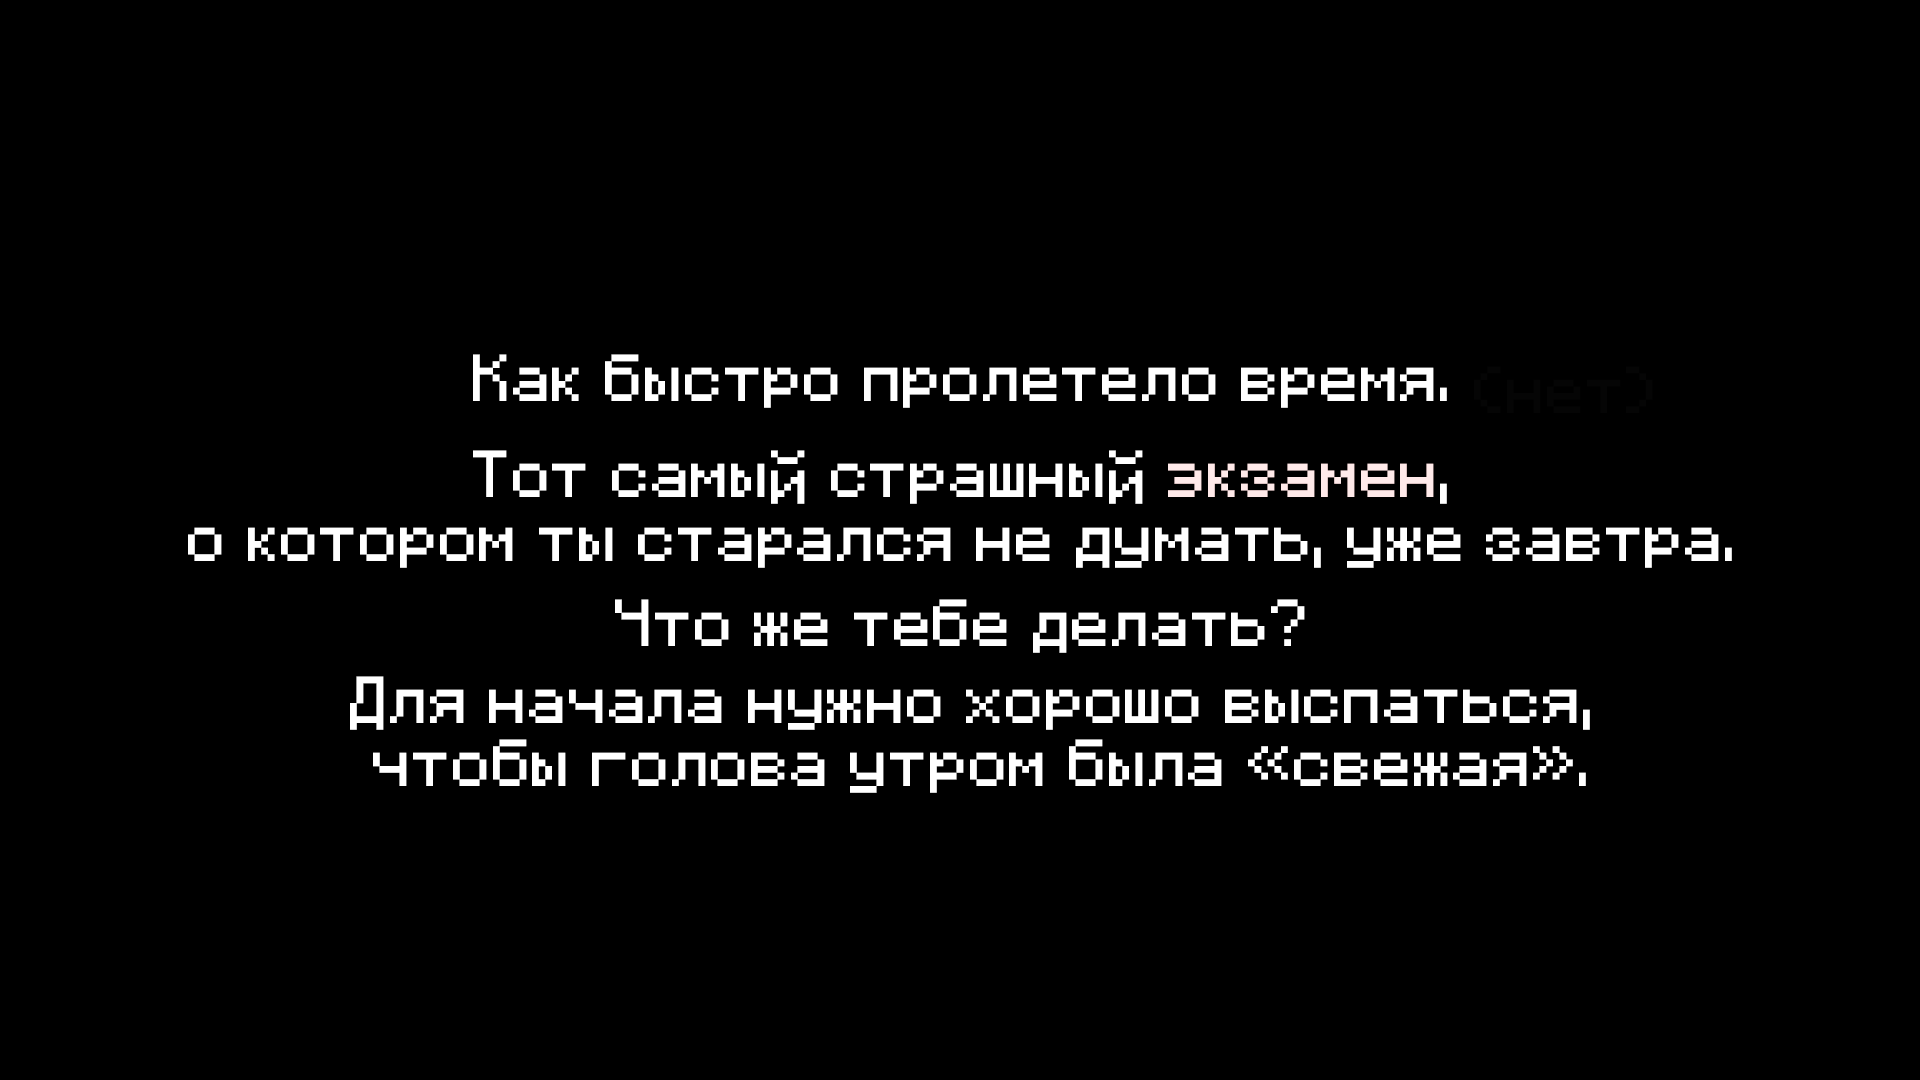 Как быстро пролетело время. (нет)
Тот самый страшный экзамен,
о котором ты старался не думать, уже завтра.
Что же тебе делать?
Для начала нужно хорошо выспаться,
чтобы голова утром была «свежая».